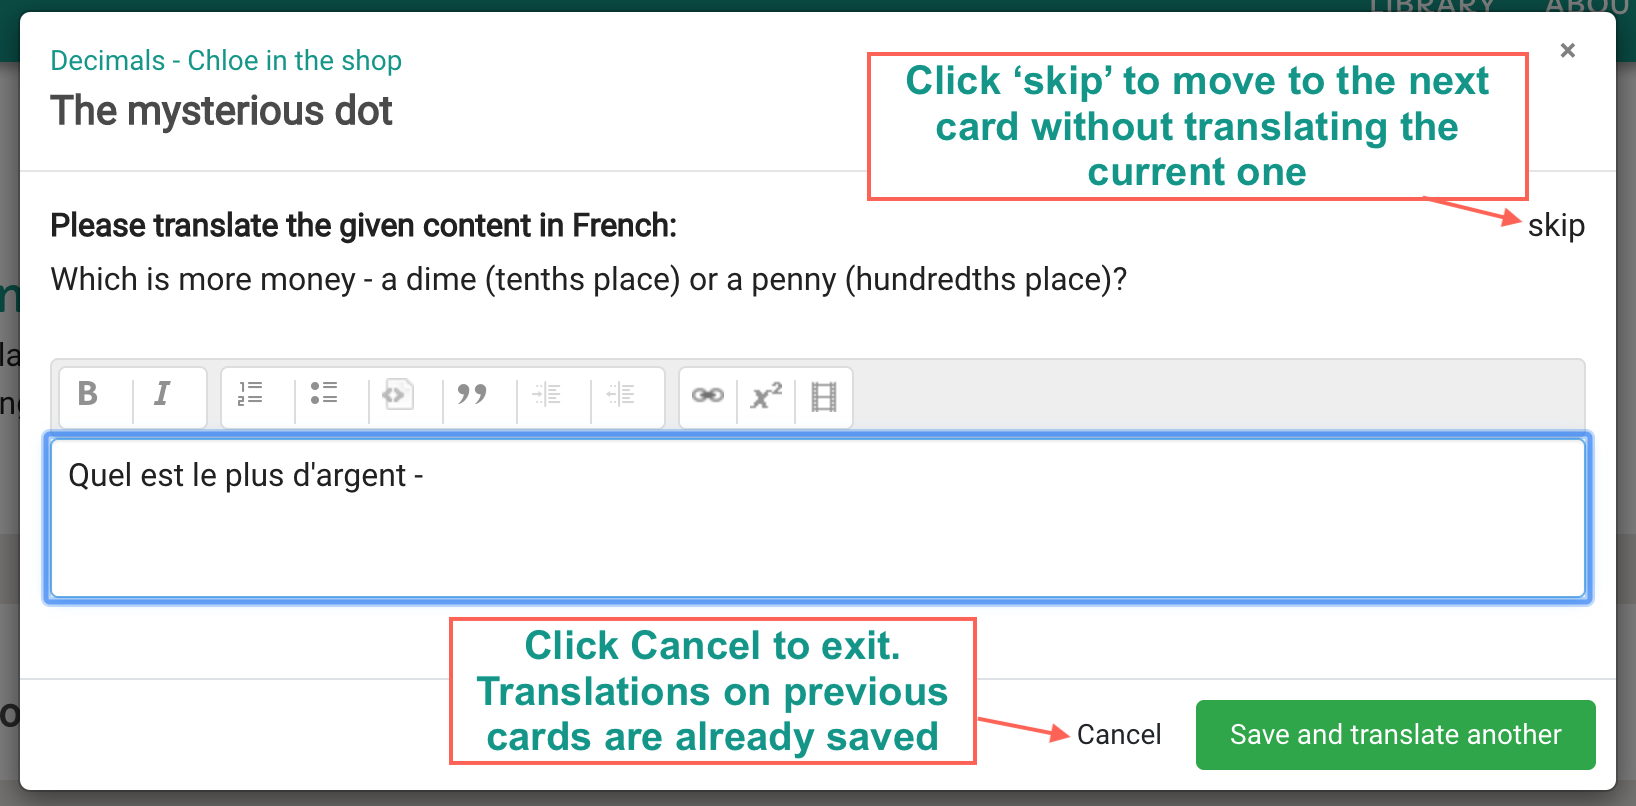 LIBRARY ABOU
Decimals - Chloe in the shop
×
The mysterious dot
Click ‘skip’ to move to the next
card without translating the
current one
Please translate the given content in French:
skip
Which is more money - a dime (tenths place) or a penny (hundredths place)?
B I
Quel est le plus d'argent -
Click Cancel to exit.
Translations on previous
cards are already saved
Cancel
Save and translate another